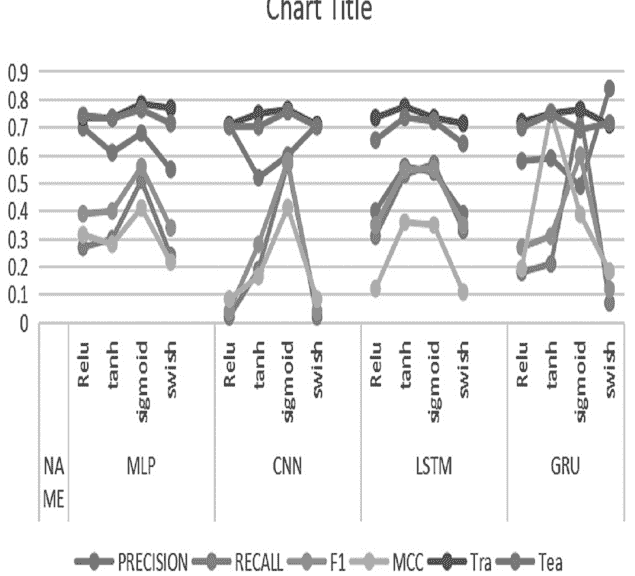 Chart Title
0.9
0.8
0.7
0.6
0.5
0.4
0.3
0.2
0.1
0
Relu tanh sigmoid swish Relu tanh sigmoid swish Relu tanh sigmoid swish Relu tanh sigmoid swish
NA
ME
MLP CNN LSTM GRU
PRECISION RECALL F1 MCC Tra Tea